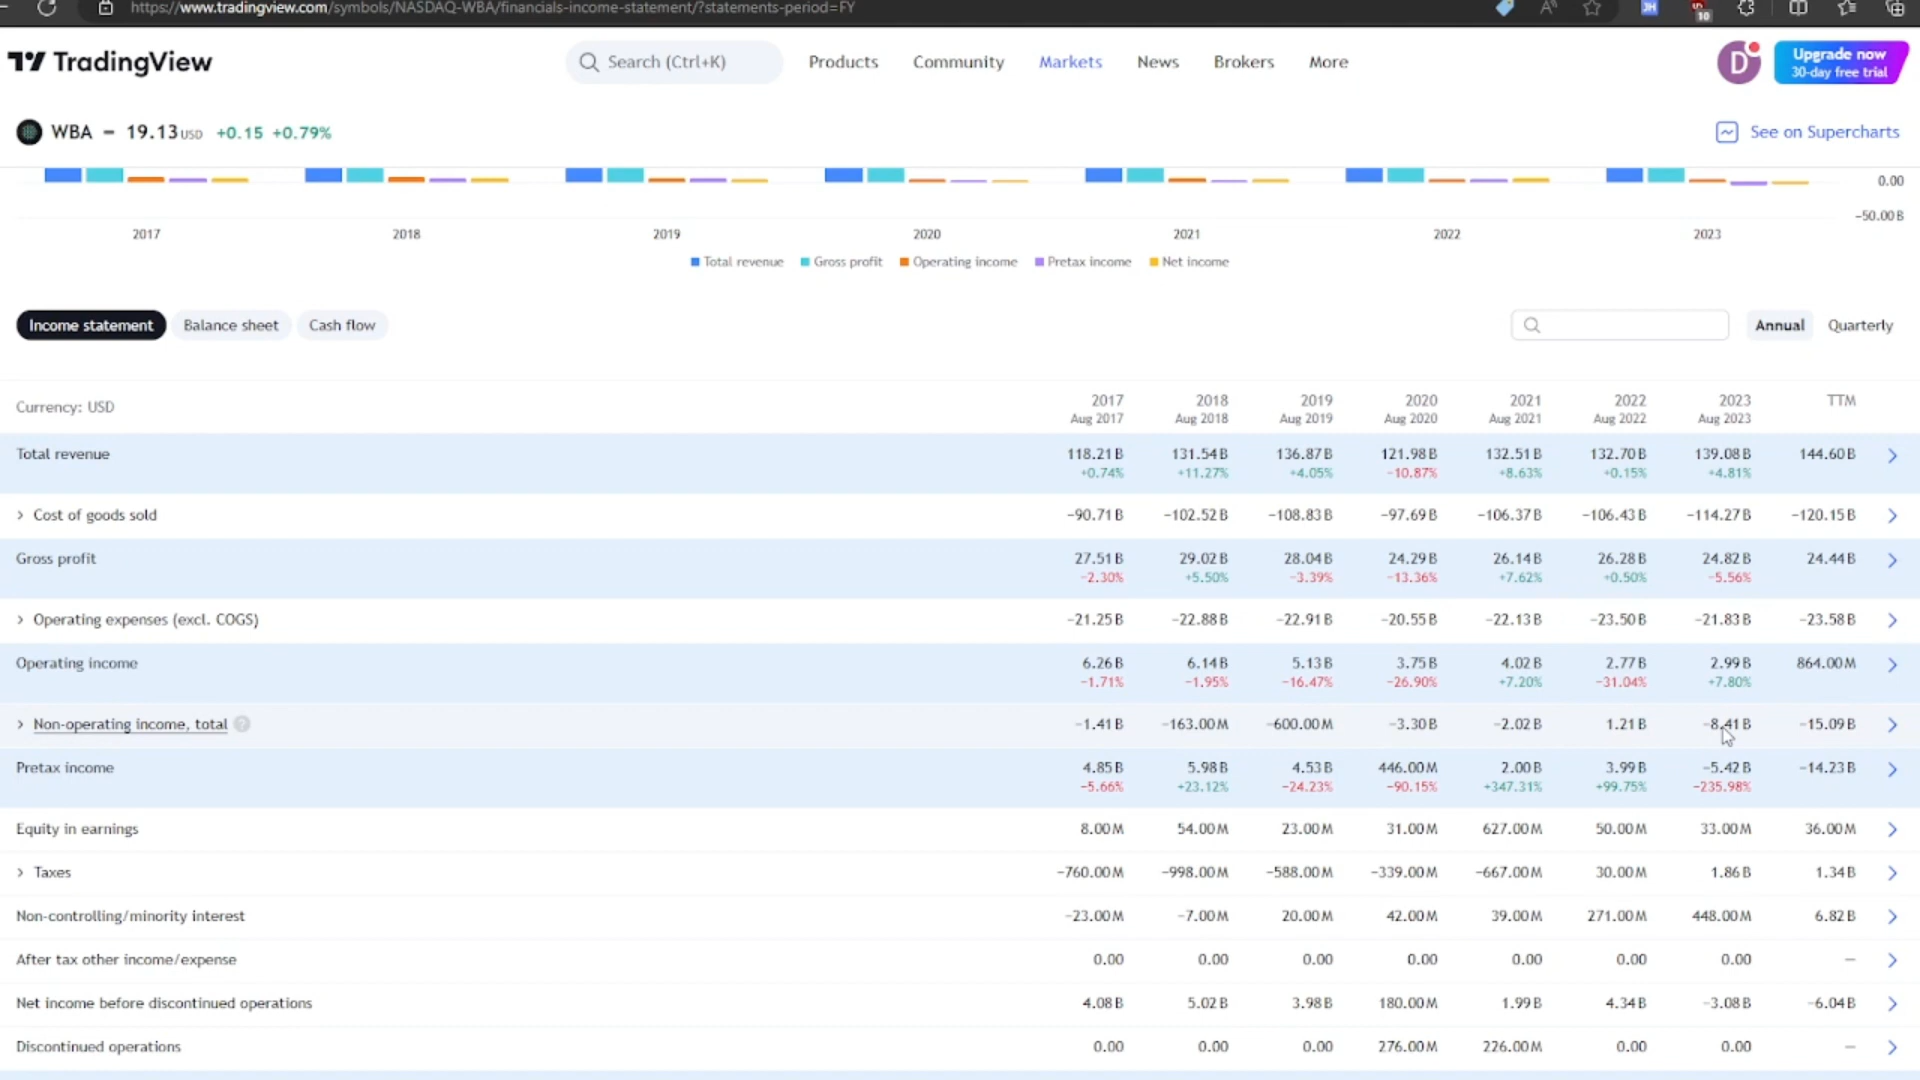 https://www.tradingview.com/symbols/NASDAQ-WBA/financials-income-statement/?statements-period=FY
JH
10
TradingView
Search (Ctrl+K)
Products Community Markets News Brokers More
D
Upgrade now
30-day free trial
WBA − 19.13 USD +0.15 +0.79%
See on Supercharts
0.00
−50.00 B
2017 2018 2019 2020 2021 2022 2023
Total revenue Gross profit Operating income Pretax income Net income
Income statement Balance sheet Cash flow
Annual Quarterly
2017 2018 2019 2020 2021 2022 2023 TTM
Currency: USD
Aug 2017 Aug 2018 Aug 2019 Aug 2020 Aug 2021 Aug 2022 Aug 2023
Total revenue 118.21 B 131.54 B 136.87 B 121.98 B 132.51 B 132.70 B 139.08 B 144.60 B
+0.74% +11.27% +4.05% −10.87% +8.63% +0.15% +4.81%
Cost of goods sold −90.71 B −102.52 B −108.83 B −97.69 B −106.37 B −106.43 B −114.27 B −120.15 B
Gross profit 27.51 B 29.02 B 28.04 B 24.29 B 26.14 B 26.28 B 24.82 B 24.44 B
−2.30% +5.50% −3.39% −13.36% +7.62% +0.50% −5.56%
Operating expenses (excl. COGS) −21.25 B −22.88 B −22.91 B −20.55 B −22.13 B −23.50 B −21.83 B −23.58 B
Operating income 6.26 B 6.14 B 5.13 B 3.75 B 4.02 B 2.77 B 2.99 B 864.00 M
−1.71% −1.95% −16.47% −26.90% +7.20% −31.04% +7.80%
Non-operating income, total ? −1.41 B −163.00 M −600.00 M −3.30 B −2.02 B 1.21 B −8.41 B −15.09 B
Pretax income 4.85 B 5.98 B 4.53 B 446.00 M 2.00 B 3.99 B −5.42 B −14.23 B
−5.66% +23.12% −24.23% −90.15% +347.31% +99.75% −235.98%
Equity in earnings 8.00 M 54.00 M 23.00 M 31.00 M 627.00 M 50.00 M 33.00 M 36.00 M
Taxes −760.00 M −998.00 M −588.00 M −339.00 M −667.00 M 30.00 M 1.86 B 1.34 B
Non-controlling/minority interest −23.00 M −7.00 M 20.00 M 42.00 M 39.00 M 271.00 M 448.00 M 6.82 B
After tax other income/expense 0.00 0.00 0.00 0.00 0.00 0.00 0.00 —
Net income before discontinued operations 4.08 B 5.02 B 3.98 B 180.00 M 1.99 B 4.34 B −3.08 B −6.04 B
Discontinued operations 0.00 0.00 0.00 276.00 M 226.00 M 0.00 0.00 —